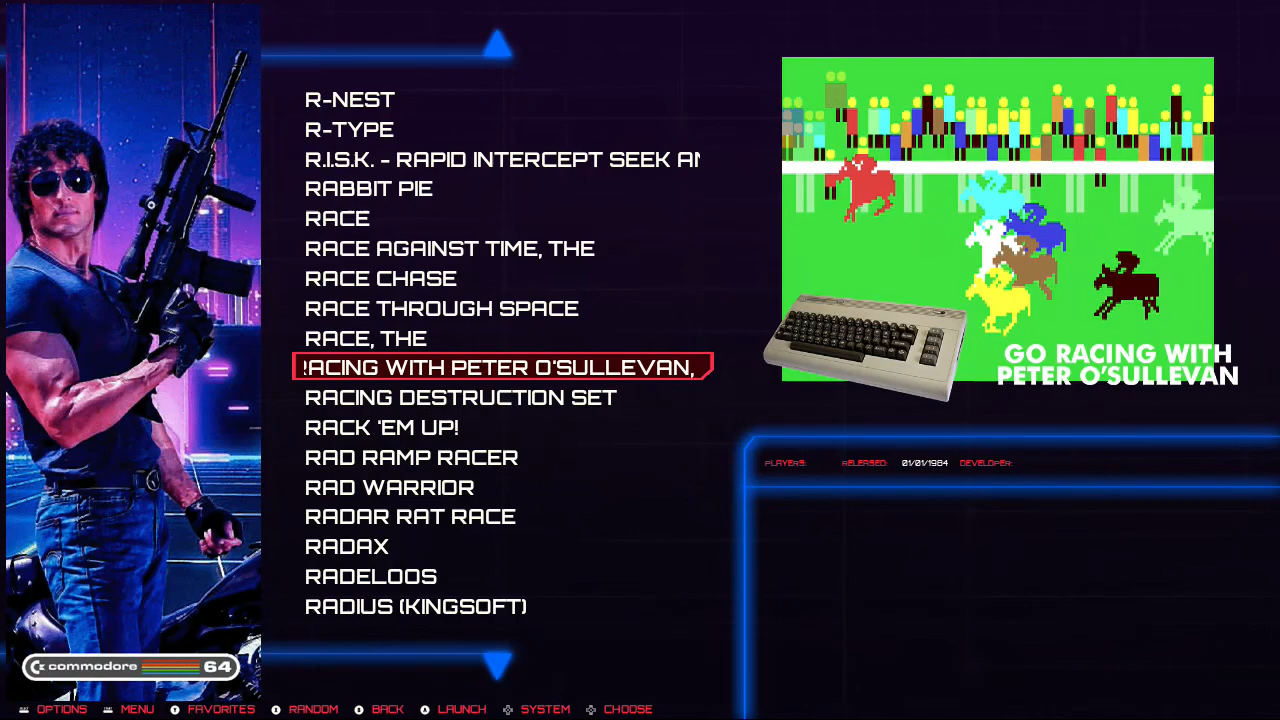 R-NEST
R-TYPE
R.I.S.K. - RAPID INTERCEPT SEEK AN
RABBIT PIE
RACE
RACE AGAINST TIME, THE
RACE CHASE
RACE THROUGH SPACE
RACE, THE
RACING WITH PETER O'SULLEVAN,
RACING DESTRUCTION SET
RACK 'EM UP!
RAD RAMP RACER
RAD WARRIOR
RADAR RAT RACE
RADAX
RADELOOS
RADIUS (KINGSOFT)
GO RACING WITH
PETER O'SULLEVAN
PLAYERS: RELEASED: 01/01/1984 DEVELOPER:
commodore 64
OPTIONS MENU FAVORITES RANDOM BACK LAUNCH SYSTEM CHOOSE